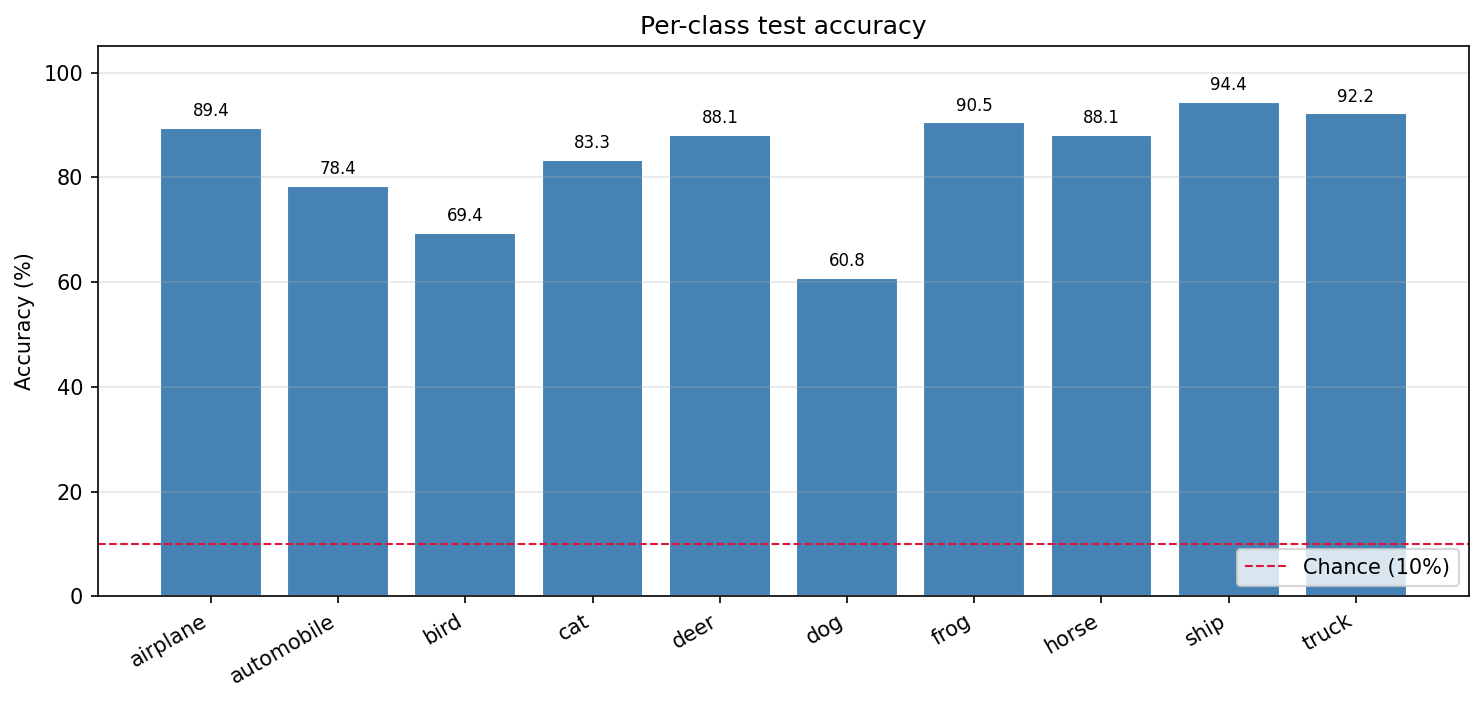 Per-class test accuracy
Accuracy (%)
100
80
60
40
20
0
89.4
78.4
69.4
83.3
88.1
60.8
90.5
88.1
94.4
92.2
Chance (10%)
airplane
automobile
bird
cat
deer
dog
frog
horse
ship
truck